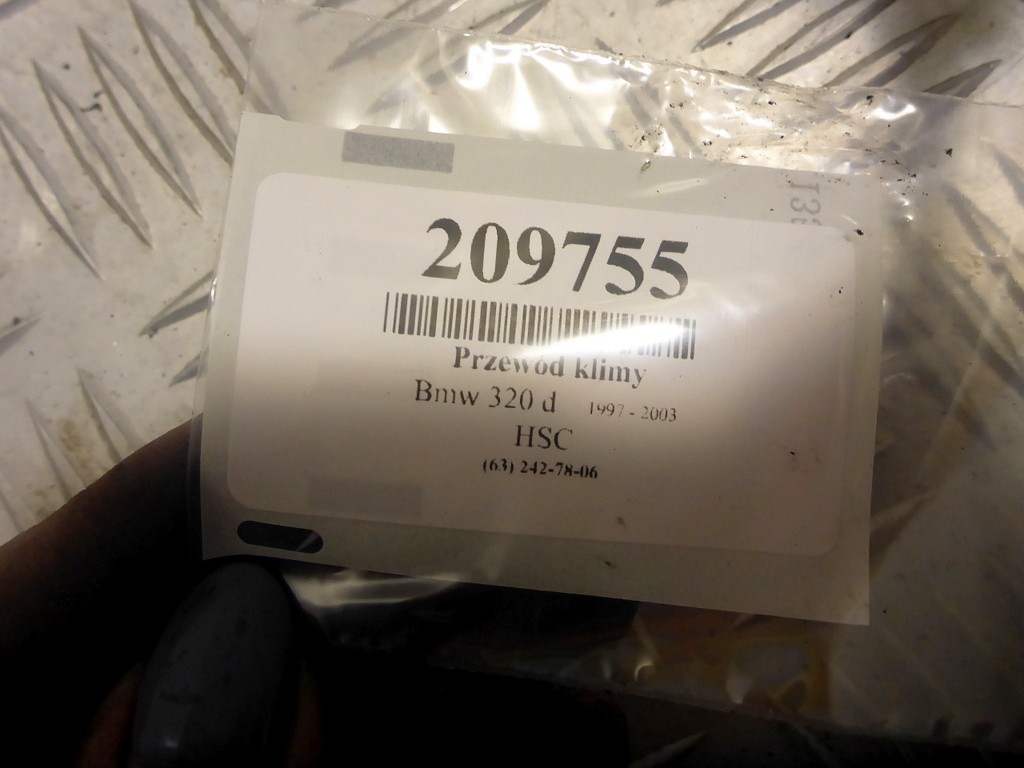 209755
Przewód klimy
Bmw 320 d 1997 - 2003
HSC
(63) 242-78-06